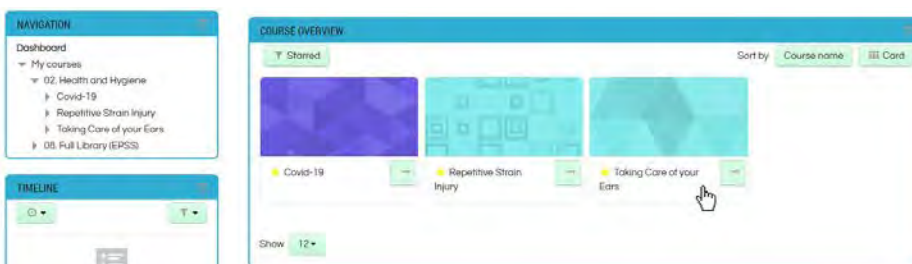 NAVIGATION
Dashboard
My courses
02. Health and Hygiene
Covid-19
Repetitive Strain Injury
Taking Care of your Ears
08. Full Library (EPSS)
TIMELINE
COURSE OVERVIEW
Starred
Sort by Course name Card
Covid-19
Repetitive Strain
Injury
Taking Care of your
Ears
Show 12